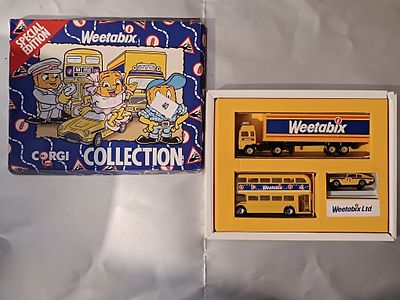 SPECIAL
EDITION
Weetabix
CORGI
COLLECTION
Weetabix
Weetabix
Weetabix Ltd